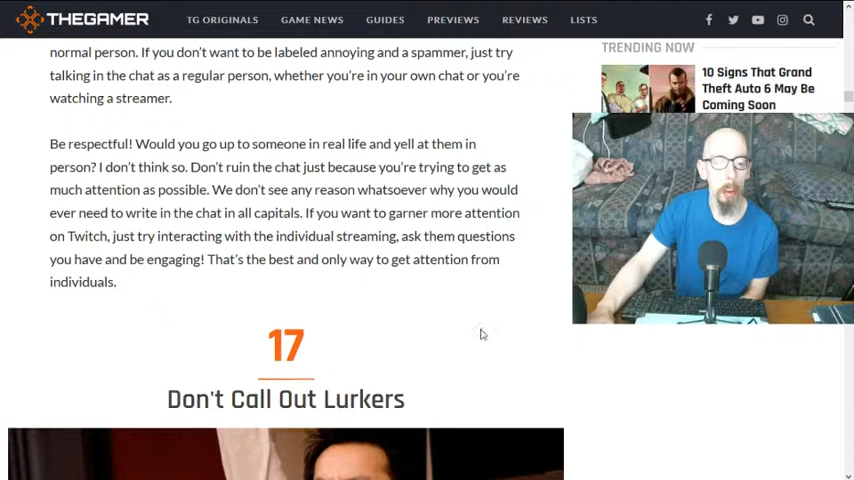 THEGAMER
TG ORIGINALS
GAME NEWS
GUIDES
PREVIEWS
REVIEWS
LISTS
normal person. If you don't want to be labeled annoying and a spammer, just try
talking in the chat as a regular person, whether you're in your own chat or you're
watching a streamer.
Be respectful! Would you go up to someone in real life and yell at them in
person? I don't think so. Don't ruin the chat just because you're trying to get as
much attention as possible. We don't see any reason whatsoever why you would
ever need to write in the chat in all capitals. If you want to garner more attention
on Twitch, just try interacting with the individual streaming, ask them questions
you have and be engaging! That's the best and only way to get attention from
individuals.
17
Don't Call Out Lurkers
TRENDING NOW
10 Signs That Grand
Theft Auto 6 May Be
Coming Soon